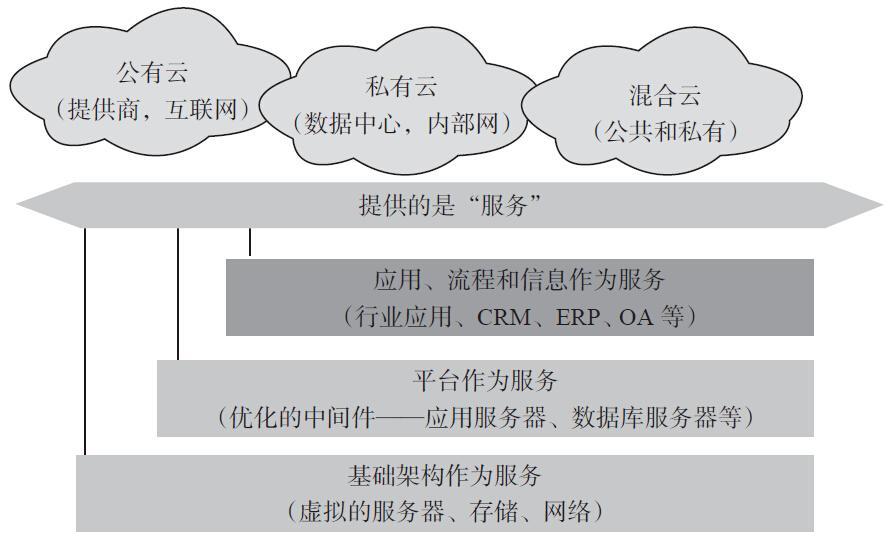 公有云
(提供商，互联网)
私有云
(数据中心，内部网)
混合云
(公共和私有)
提供的是“服务”
应用、流程和信息作为服务
(行业应用、CRM、ERP、OA 等)
平台作为服务
(优化的中间件——应用服务器、数据库服务器等)
基础架构作为服务
(虚拟的服务器、存储、网络)